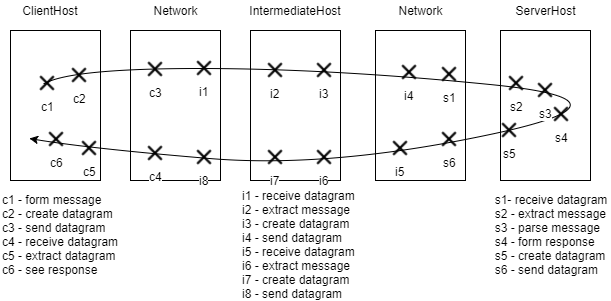 ClientHost Network IntermediateHost Network ServerHost
c1 c2 c3 i1 i2 i3 i4 s1 s2 s3 s4
c6 c5 c4 i8 i7 i6 i5 s6 s5
c1 - form message
c2 - create datagram
c3 - send datagram
c4 - receive datagram
c5 - extract datagram
c6 - see response
i1 - receive datagram
i2 - extract message
i3 - create datagram
i4 - send datagram
i5 - receive datagram
i6 - extract message
i7 - create datagram
i8 - send datagram
s1- receive datagram
s2 - extract message
s3 - parse message
s4 - form response
s5 - create datagram
s6 - send datagram